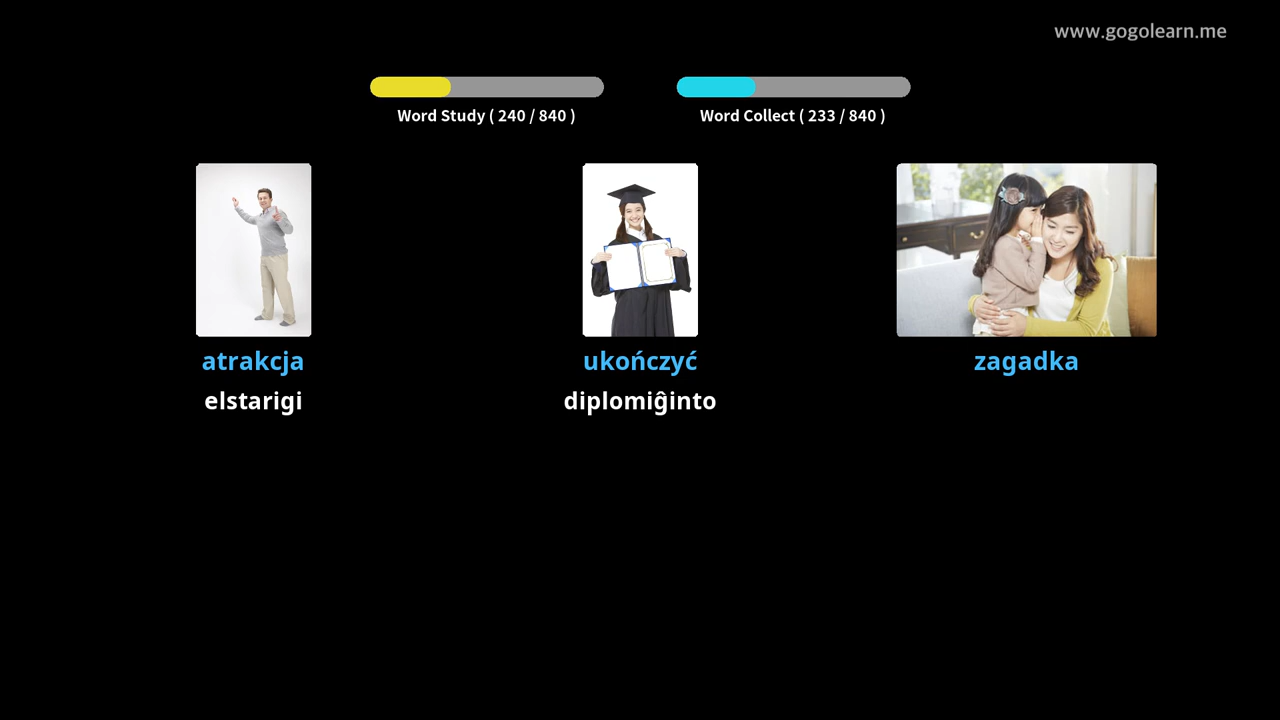 www.gogolearn.me
Word Study ( 240 / 840 )
Word Collect ( 233 / 840 )
atrakcja
ukończyć
zagadka
elstarigi
diplomiĝinto